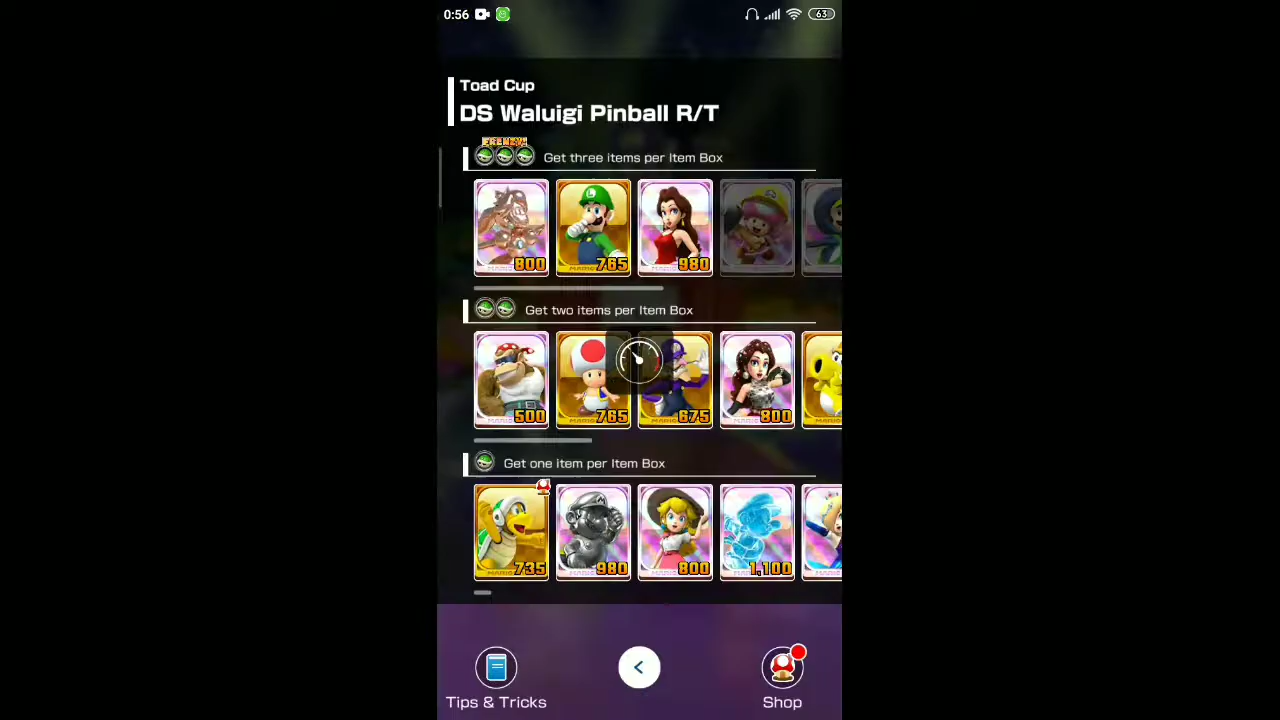 0:56
63
Toad Cup
DS Waluigi Pinball R/T
FRENZY!
Get three items per Item Box
800
765
980
Get two items per Item Box
500
765
675
800
Get one item per Item Box
735
980
800
1,100
Tips & Tricks
<
Shop